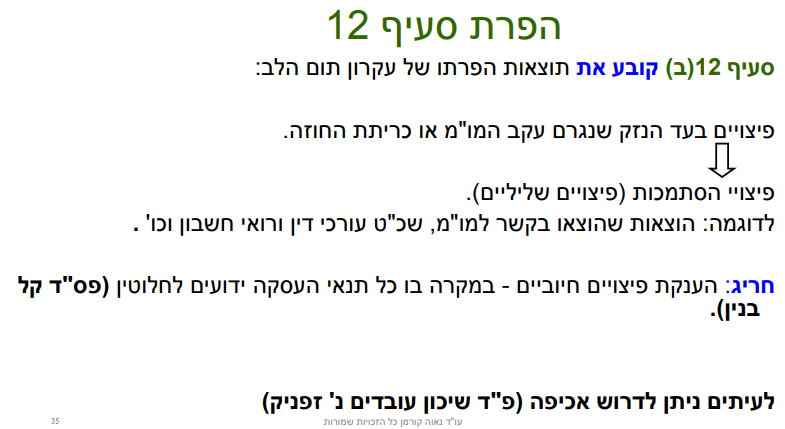 הפרת סעיף 12
סעיף 12(ב) קובע את תוצאות הפרתו של עקרון תום הלב:
פיצויים בעד הנזק שנגרם עקב המו"מ או כריתת החוזה.
פיצויי הסתמכות (פיצויים שליליים).
לדוגמה: הוצאות שהוצאו בקשר למו"מ, שכ"ט עורכי דין ורואי חשבון וכו' .
חריג: הענקת פיצויים חיוביים - במקרה בו כל תנאי העסקה ידועים לחלוטין (פס"ד קל
בנין).
לעיתים ניתן לדרוש אכיפה (פ"ד שיכון עובדים נ' זפניק)
עו"ד נאוה קורמן כל הזכויות שמורות
35